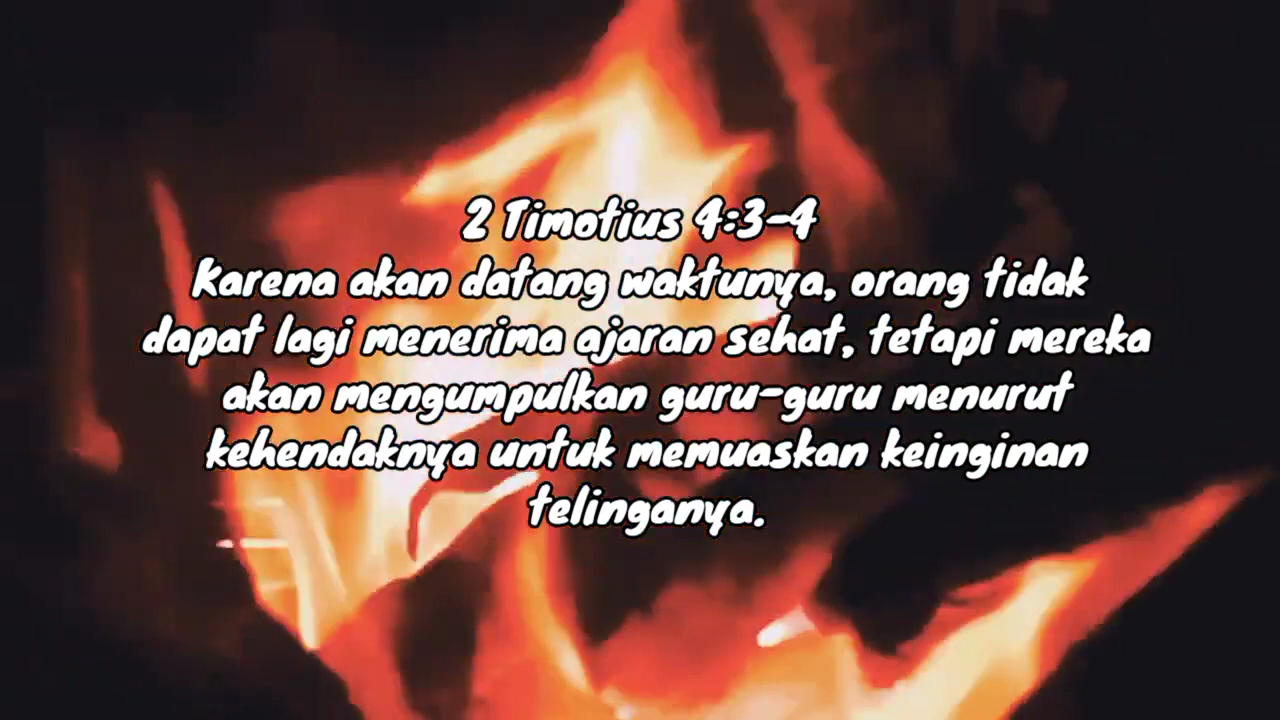 2 Timotius 4:3-4
Karena akan datang waktunya, orang tidak
dapat lagi menerima ajaran sehat, tetapi mereka
akan mengumpulkan guru-guru menurut
kehendaknya untuk memuaskan keinginan
telinganya.